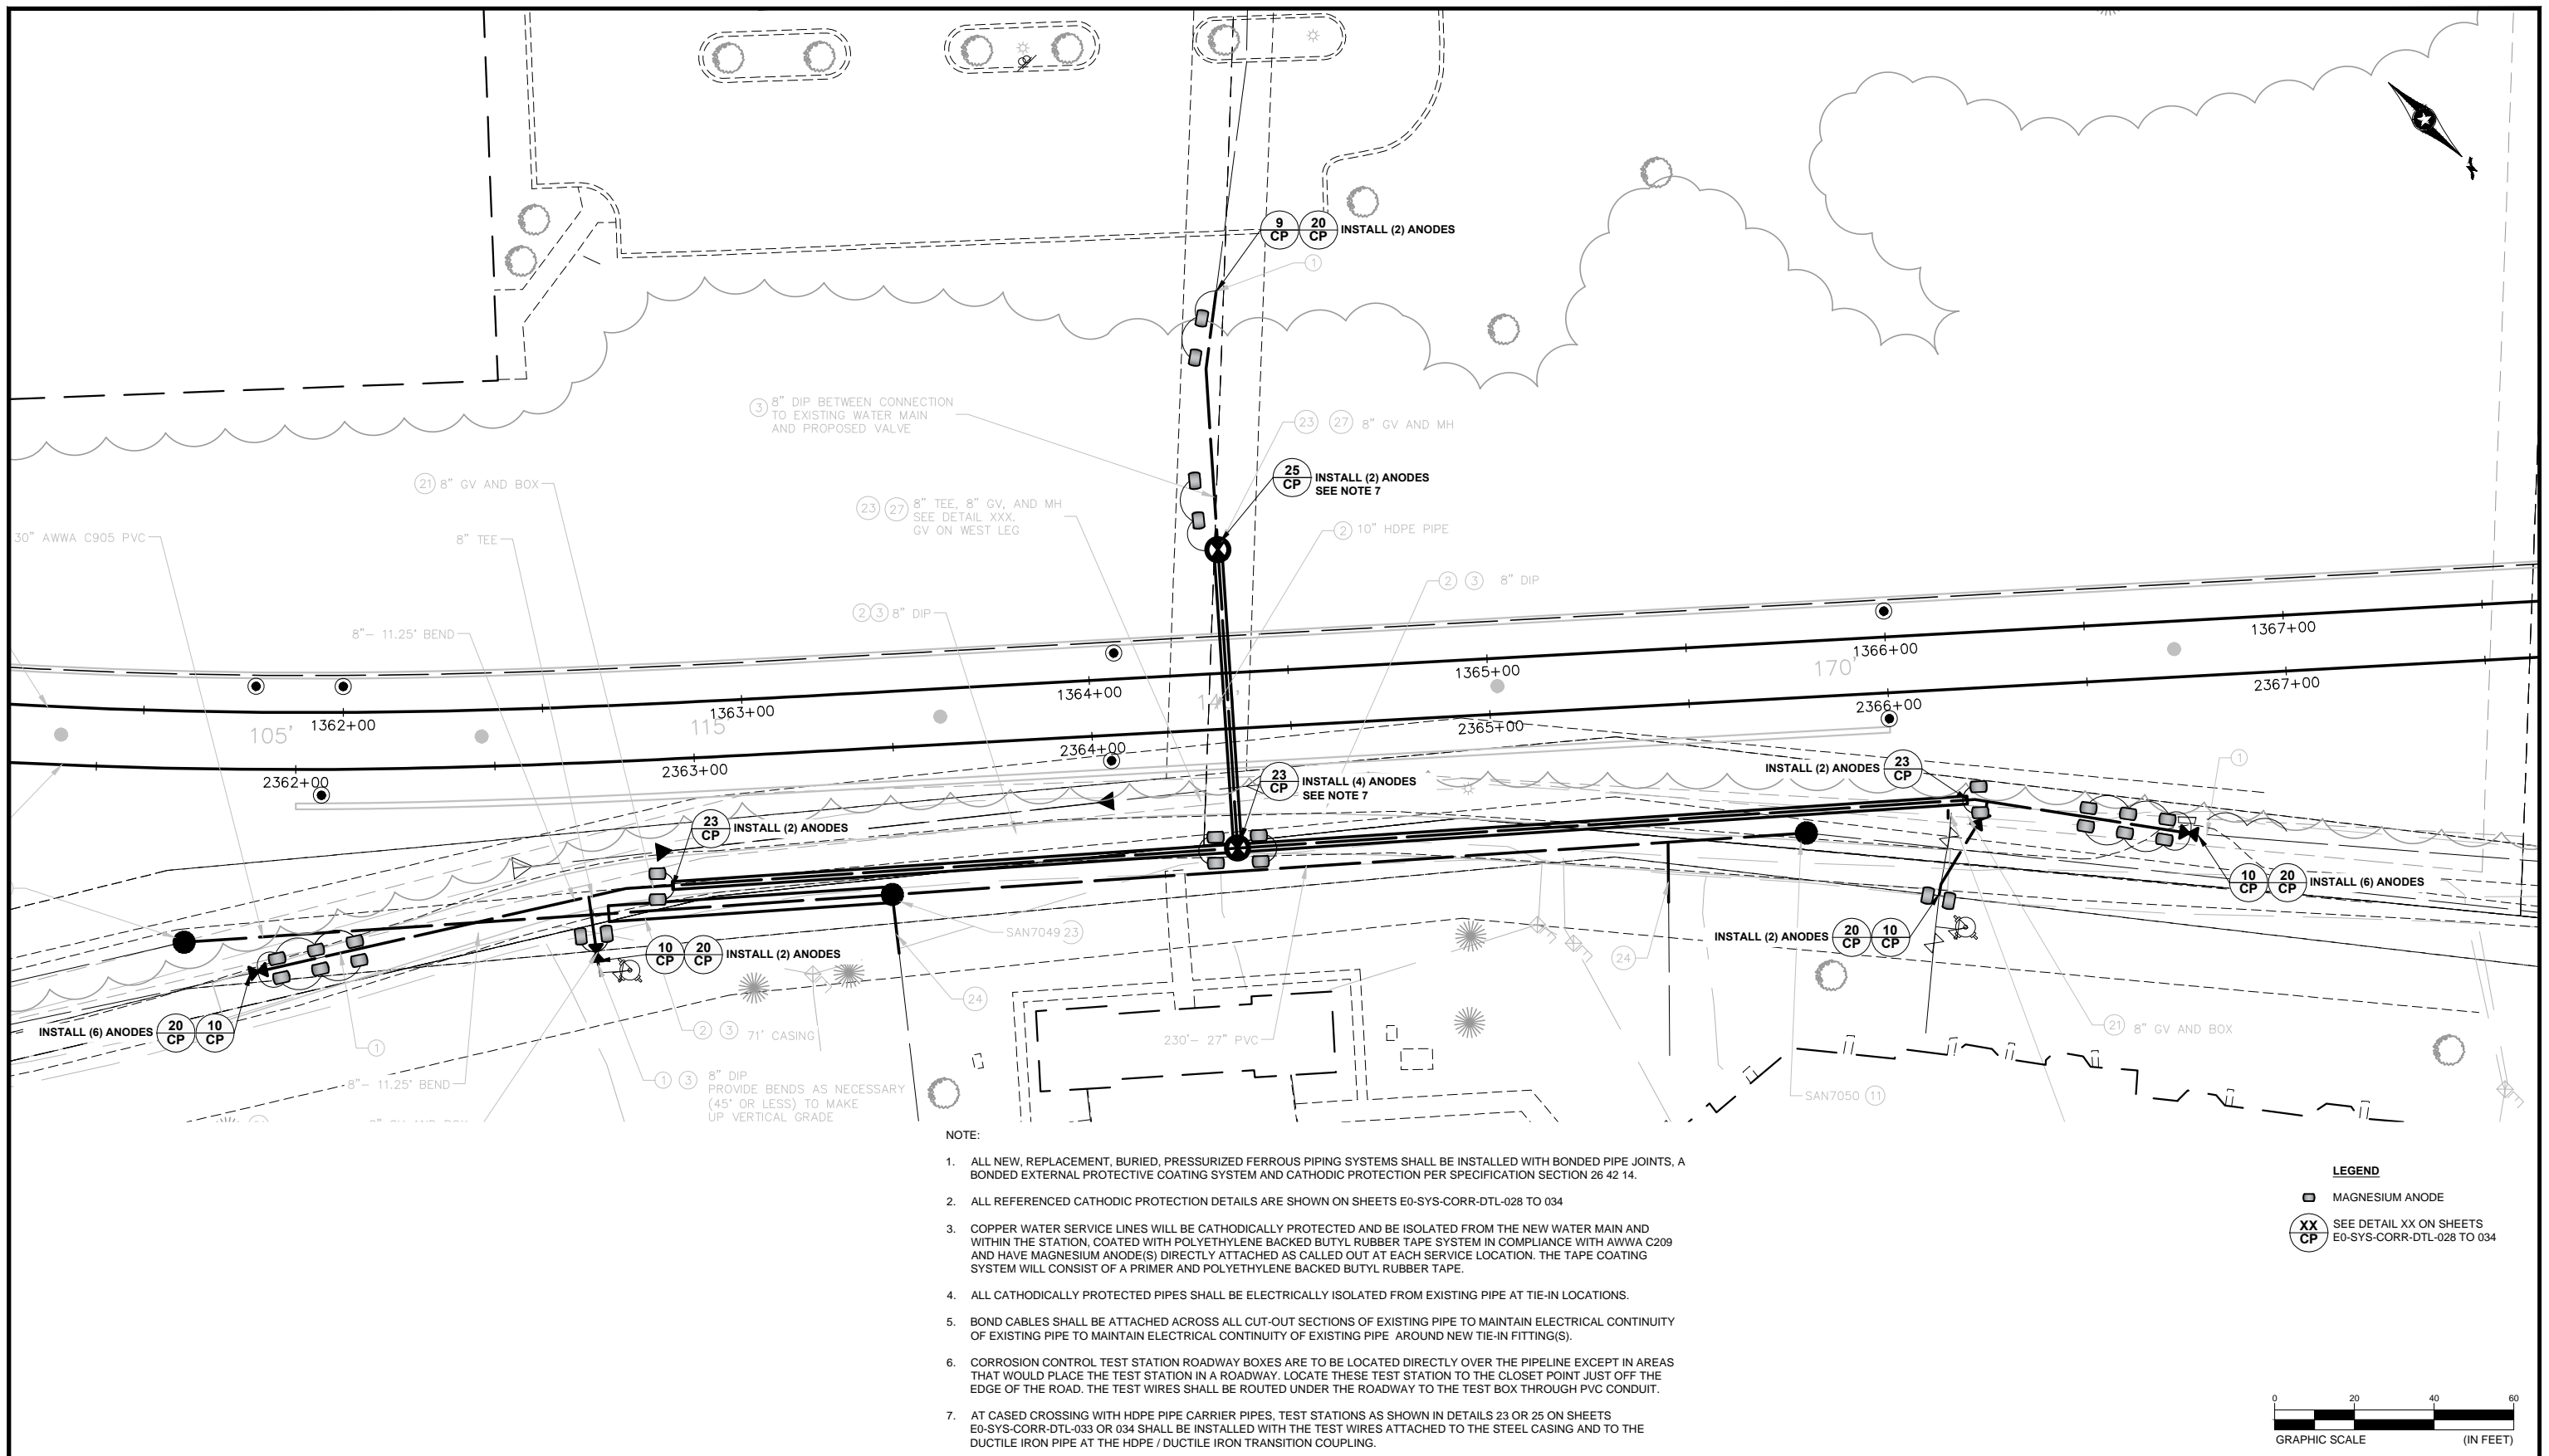 9
CP
20
CP
INSTALL (2) ANODES
1
3
8" DIP BETWEEN CONNECTION
TO EXISTING WATER MAIN
AND PROPOSED VALVE
23 27 8" GV AND MH
21 8" GV AND BOX
25
CP
INSTALL (2) ANODES
SEE NOTE 7
23 27
8" TEE, 8" GV, AND MH
SEE DETAIL XXX.
GV ON WEST LEG
30" AWWA C905 PVC
8" TEE
2 10" HDPE PIPE
2 3 8" DIP
2 3 8" DIP
8"- 11.25° BEND
1362+00
1363+00
1364+00
1365+00
1366+00
1367+00
105'
115'
170'
2362+00
2363+00
2364+00
2365+00
2366+00
2367+00
23
CP
INSTALL (4) ANODES
SEE NOTE 7
INSTALL (2) ANODES
23
CP
1
23
CP
INSTALL (2) ANODES
10
CP
20
CP
INSTALL (6) ANODES
SAN7049 23
10
CP
20
CP
INSTALL (2) ANODES
INSTALL (2) ANODES
20
CP
10
CP
24
24
INSTALL (6) ANODES
20
CP
10
CP
1
2 3 71' CASING
230'- 27" PVC
21 8" GV AND BOX
8"- 11.25° BEND
1 3
8" DIP
PROVIDE BENDS AS NECESSARY
(45° OR LESS) TO MAKE
UP VERTICAL GRADE
SAN7050 11
NOTE:
1. ALL NEW, REPLACEMENT, BURIED, PRESSURIZED FERROUS PIPING SYSTEMS SHALL BE INSTALLED WITH BONDED PIPE JOINTS, A
BONDED EXTERNAL PROTECTIVE COATING SYSTEM AND CATHODIC PROTECTION PER SPECIFICATION SECTION 26 42 14.
2. ALL REFERENCED CATHODIC PROTECTION DETAILS ARE SHOWN ON SHEETS E0-SYS-CORR-DTL-028 TO 034
3. COPPER WATER SERVICE LINES WILL BE CATHODICALLY PROTECTED AND BE ISOLATED FROM THE NEW WATER MAIN AND
WITHIN THE STATION, COATED WITH POLYETHYLENE BACKED BUTYL RUBBER TAPE SYSTEM IN COMPLIANCE WITH AWWA C209
AND HAVE MAGNESIUM ANODE(S) DIRECTLY ATTACHED AS CALLED OUT AT EACH SERVICE LOCATION. THE TAPE COATING
SYSTEM WILL CONSIST OF A PRIMER AND POLYETHYLENE BACKED BUTYL RUBBER TAPE.
4. ALL CATHODICALLY PROTECTED PIPES SHALL BE ELECTRICALLY ISOLATED FROM EXISTING PIPE AT TIE-IN LOCATIONS.
5. BOND CABLES SHALL BE ATTACHED ACROSS ALL CUT-OUT SECTIONS OF EXISTING PIPE TO MAINTAIN ELECTRICAL CONTINUITY
OF EXISTING PIPE TO MAINTAIN ELECTRICAL CONTINUITY OF EXISTING PIPE AROUND NEW TIE-IN FITTING(S).
6. CORROSION CONTROL TEST STATION ROADWAY BOXES ARE TO BE LOCATED DIRECTLY OVER THE PIPELINE EXCEPT IN AREAS
THAT WOULD PLACE THE TEST STATION IN A ROADWAY. LOCATE THESE TEST STATION TO THE CLOSET POINT JUST OFF THE
EDGE OF THE ROAD. THE TEST WIRES SHALL BE ROUTED UNDER THE ROADWAY TO THE TEST BOX THROUGH PVC CONDUIT.
7. AT CASED CROSSING WITH HDPE PIPE CARRIER PIPES, TEST STATIONS AS SHOWN IN DETAILS 23 OR 25 ON SHEETS
E0-SYS-CORR-DTL-033 OR 034 SHALL BE INSTALLED WITH THE TEST WIRES ATTACHED TO THE STEEL CASING AND TO THE
DUCTILE IRON PIPE AT THE HDPE / DUCTILE IRON TRANSITION COUPLING.
LEGEND
MAGNESIUM ANODE
XX
CP
SEE DETAIL XX ON SHEETS
E0-SYS-CORR-DTL-028 TO 034
0 20 40 60
GRAPHIC SCALE (IN FEET)